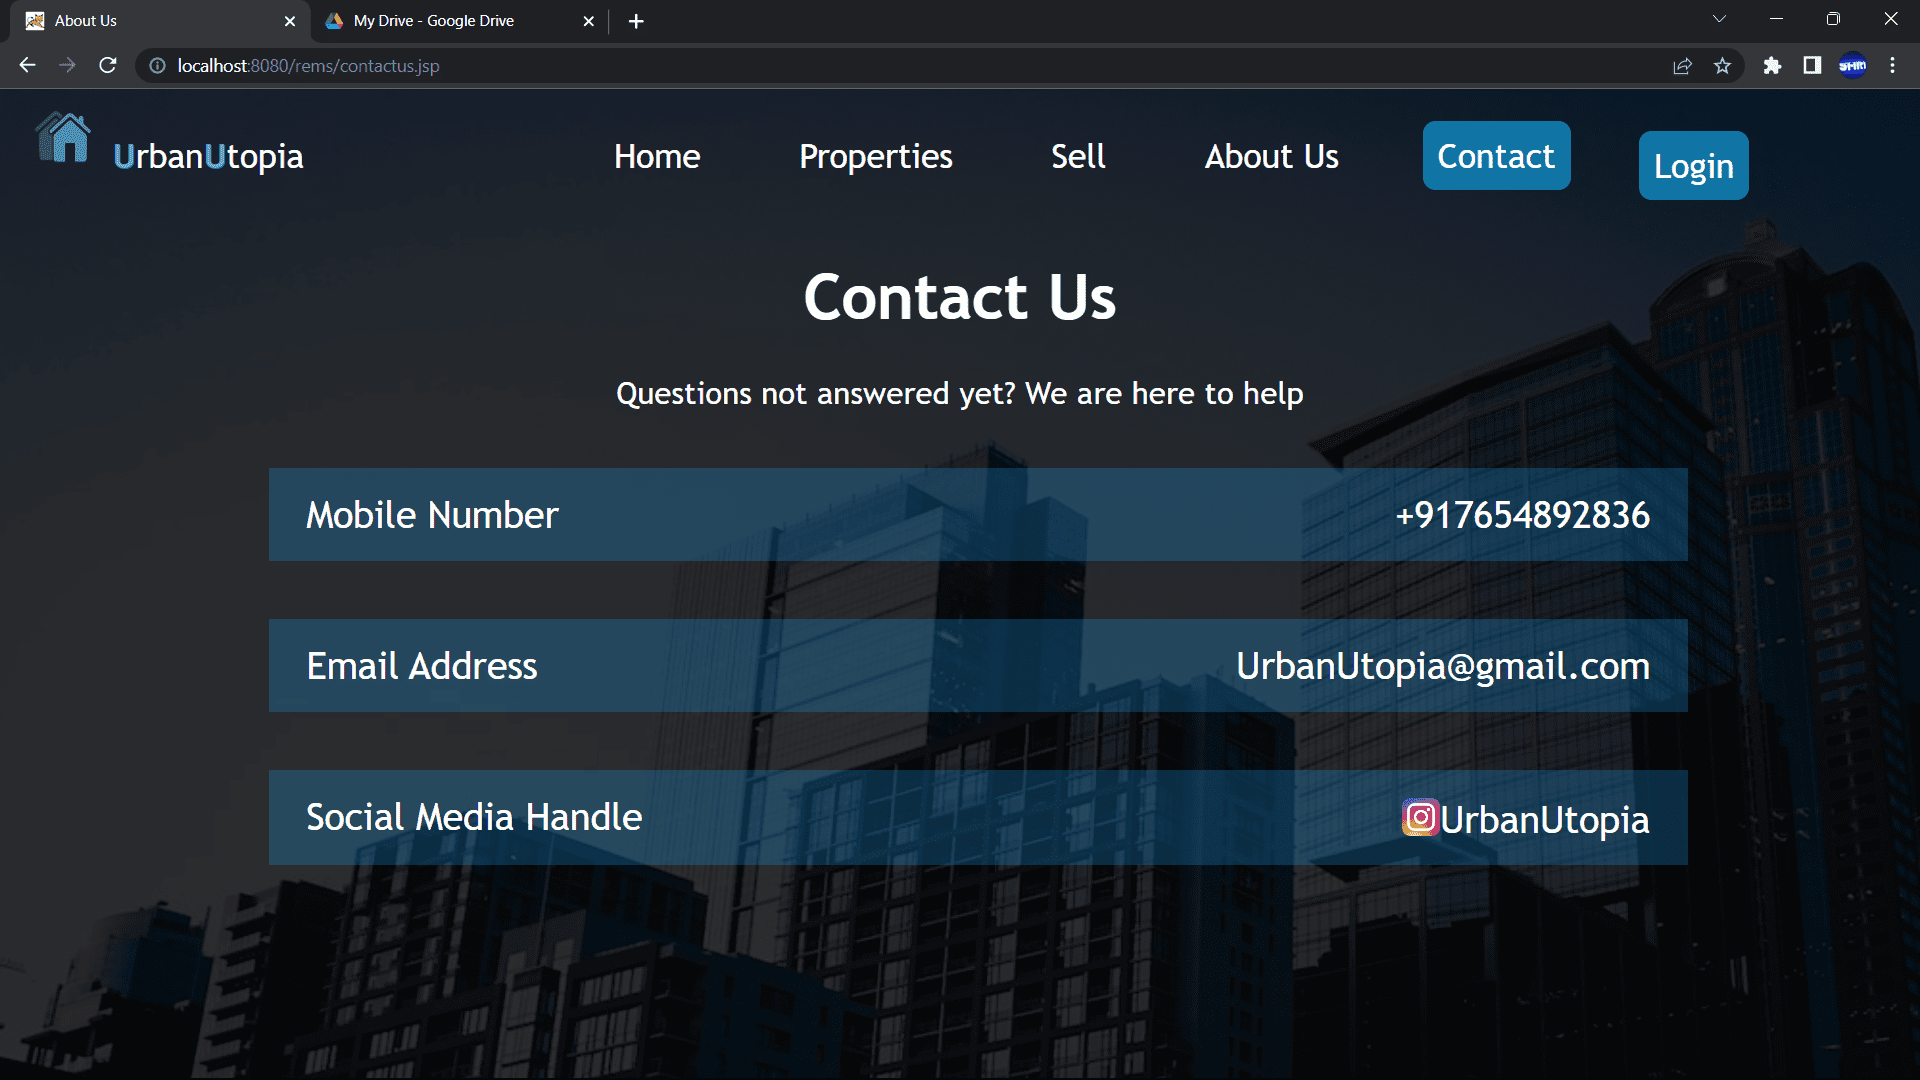 About Us
My Drive - Google Drive
localhost:8080/rems/contactus.jsp
UrbanUtopia
Home
Properties
Sell
About Us
Contact
Login
Contact Us
Questions not answered yet? We are here to help
Mobile Number
+917654892836
Email Address
UrbanUtopia@gmail.com
Social Media Handle
UrbanUtopia